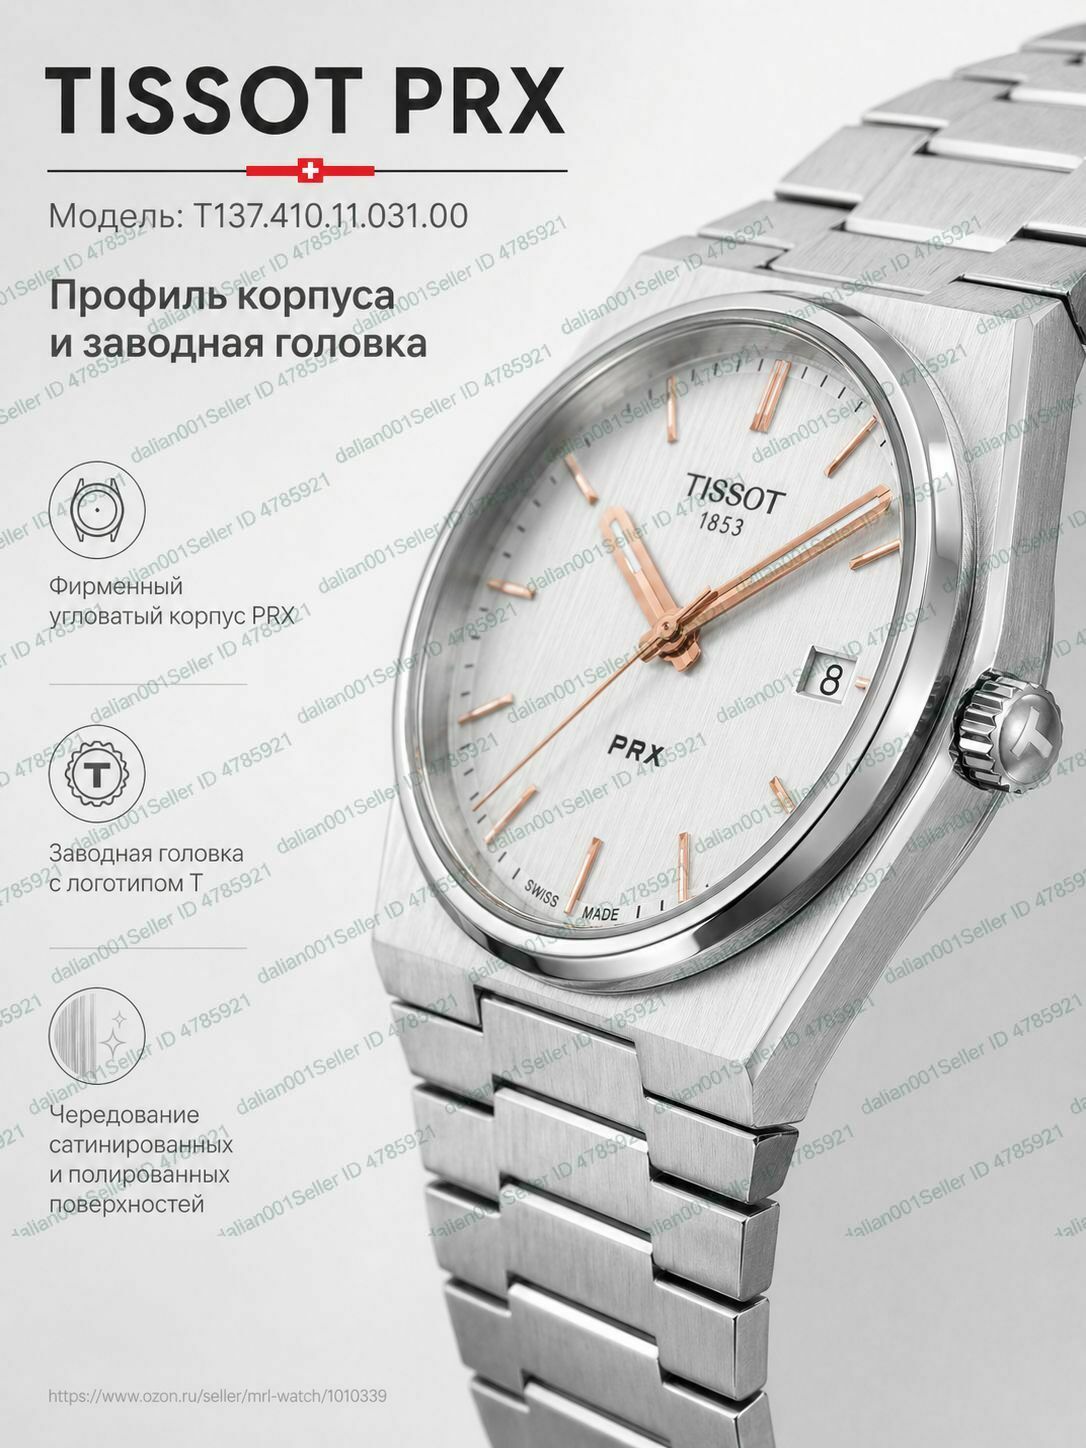 TISSOT PRX
Модель: T137.410.11.031.00
Профиль корпуса
и заводная головка
TISSOT
1853
8
PRX
SWISS MADE
T
Фирменный
угловатый корпус PRX
T
Заводная головка
с логотипом T
Чередование
сатинированных
и полированных
поверхностей
https://www.ozon.ru/seller/mrl-watch/1010339
dalian001Seller ID 4785921